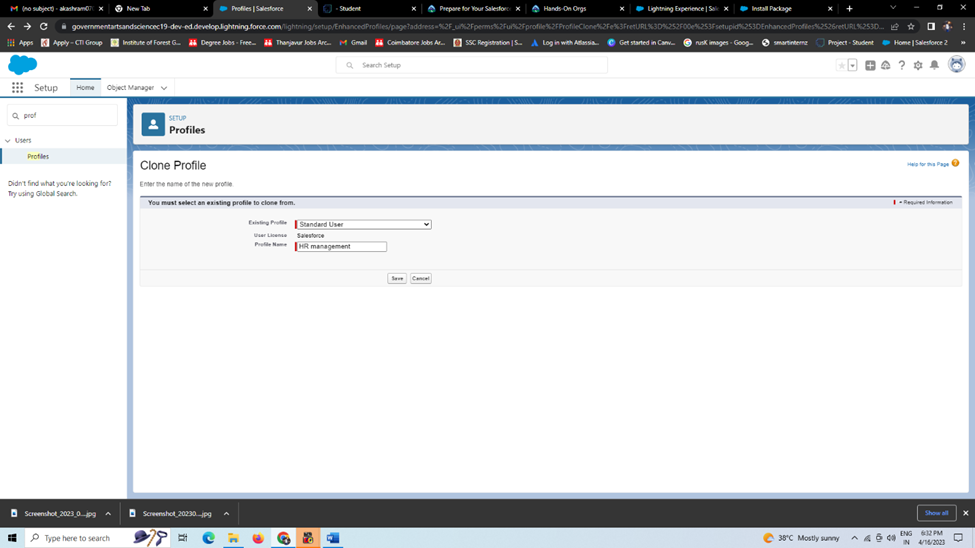 (no subject) - akashram07
New Tab
Profiles | Salesforce
- Student
Prepare for Your Salesforc
Hands-On Orgs
Lightning Experience | Sal
Install Package
governmentartsandsciencec19-dev-ed.develop.lightning.force.com/lightning/setup/EnhancedProfiles/page?address=%2F_ui%2Fperms%2Fui%2Fprofile%2FProfileClone%2Fe%3FretURL%3D%252F00e%253Fsetupid%253DEnhancedProfiles%2526retURL%253D...
Apps
Apply - CTI Group
Institute of Forest G...
Degree Jobs - Free...
Thanjavur Jobs Arc...
Gmail
Coimbatore Jobs Arc...
SSC Registration | S...
Log in with Atlassia...
Get started in Canv...
rusK images - Goog...
smartinternz
Project - Student
Home | Salesforce 2
»
Search Setup
Setup
Home
Object Manager
prof
Users
Profiles
Didn't find what you're looking for?
Try using Global Search.
SETUP
Profiles
Clone Profile
Help for this Page
Enter the name of the new profile.
You must select an existing profile to clone from.
= Required Information
Existing Profile
Standard User
User License
Salesforce
Profile Name
HR management
Save
Cancel
Screenshot_2023_0....jpg
Screenshot_20230....jpg
Show all
Type here to search
38°C Mostly sunny
ENG
IN
6:32 PM
4/16/2023